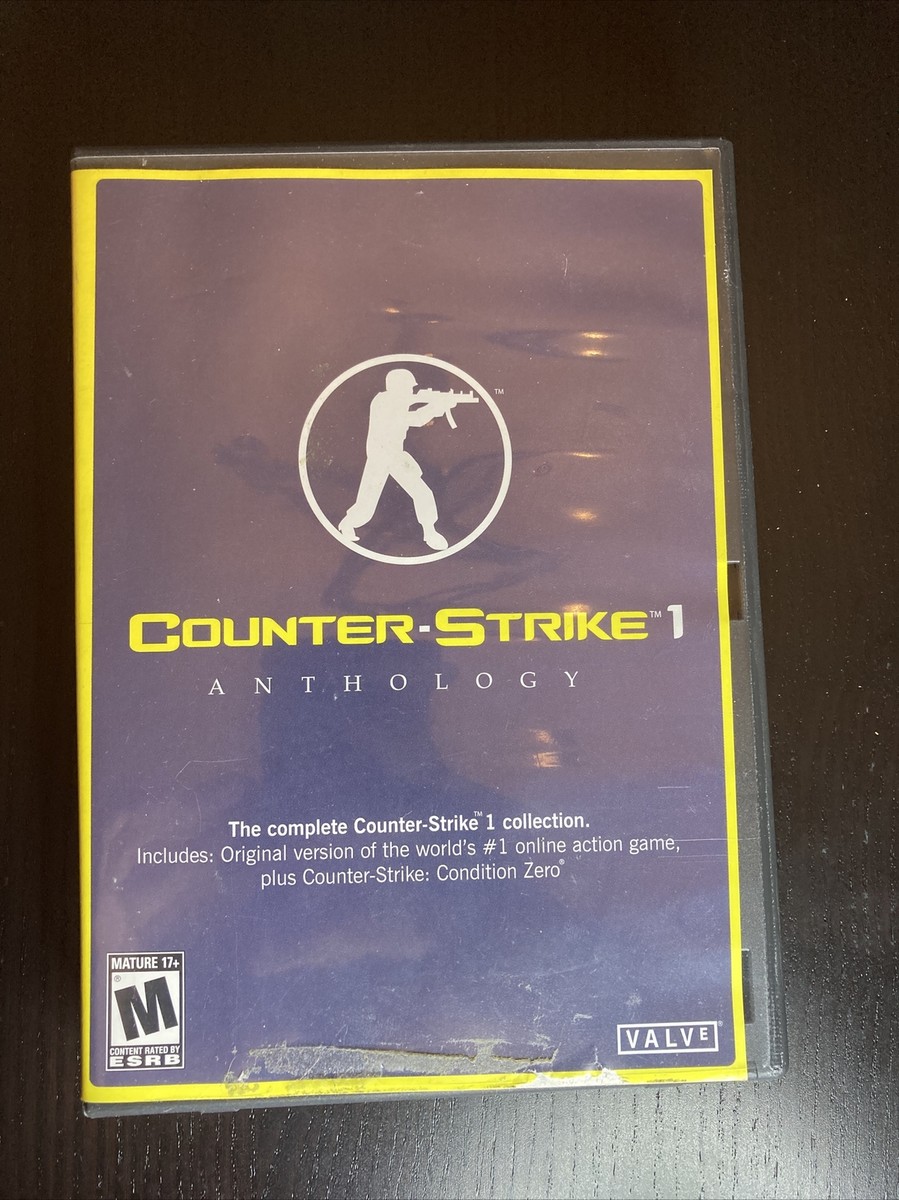 ™
COUNTER-STRIKE™ 1
ANTHOLOGY
The complete Counter-Strike™ 1 collection.
Includes: Original version of the world's #1 online action game,
plus Counter-Strike: Condition Zero®
MATURE 17+
®
M
CONTENT RATED BY
ESRB
VALVE®